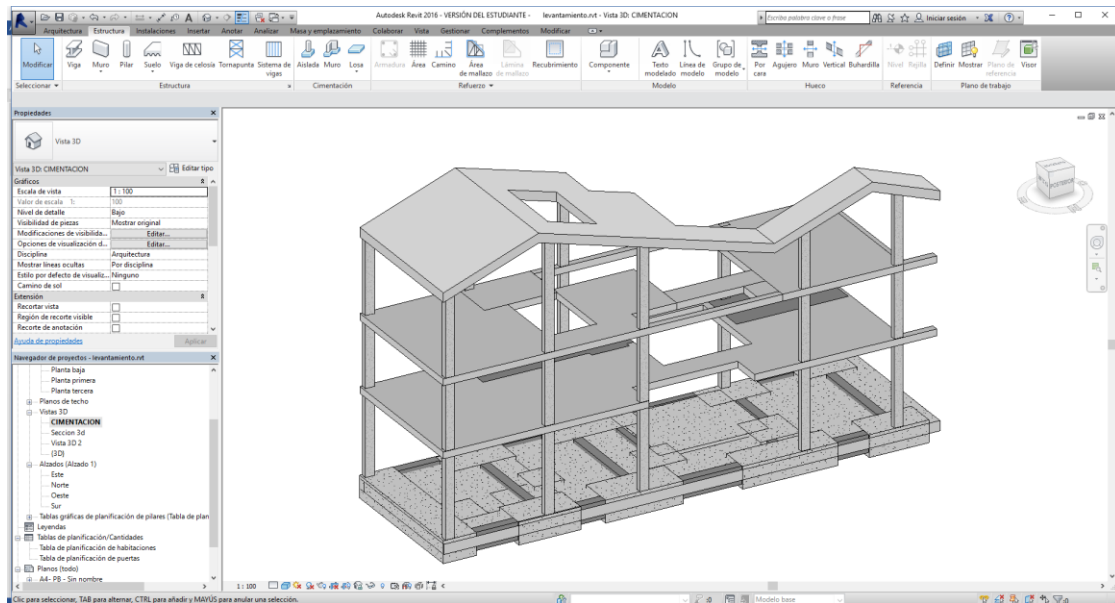 Autodesk Revit 2016 - VERSIÓN DEL ESTUDIANTE - levantamiento.rvt - Vista 3D: CIMENTACION
Escriba palabra clave o frase
Iniciar sesión
Arquitectura Estructura Instalaciones Insertar Anotar Analizar Masa y emplazamiento Colaborar Vista Gestionar Complementos Modificar
Modificar Viga Muro Pilar Suelo Viga de celosía Tornapunta Sistema de vigas Aislada Muro Losa Armadura Área Camino Área de mallazo Lámina de mallazo Recubrimiento Componente Texto modelado Línea de modelo Grupo de modelo Por cara Agujero Muro Vertical Buhardilla Nivel Rejilla Definir Mostrar Plano de referencia Visor
Seleccionar Estructura Cimentación Refuerzo Modelo Hueco Referencia Plano de trabajo
Propiedades
Vista 3D
Vista 3D: CIMENTACION Editar tipo
Gráficos
Escala de vista 1 : 100
Valor de escala 1: 100
Nivel de detalle Bajo
Visibilidad de piezas Mostrar original
Modificaciones de visibilida... Editar...
Opciones de visualización d... Editar...
Disciplina Arquitectura
Mostrar líneas ocultas Por disciplina
Estilo por defecto de visualiz... Ninguno
Camino de sol
Extensión
Recortar vista
Región de recorte visible
Recorte de anotación
Ayuda de propiedades Aplicar
Navegador de proyectos - levantamiento.rvt
Planta baja
Planta primera
Planta tercera
Planos de techo
Vistas 3D
CIMENTACION
Seccion 3d
Vista 3D 2
{3D}
Alzados (Alzado 1)
Este
Norte
Oeste
Sur
Tablas gráficas de planificación de pilares (Tabla de plan
Leyendas
Tablas de planificación/Cantidades
Tabla de planificación de habitaciones
Tabla de planificación de puertas
Planos (todo)
A4- PB - Sin nombre
1 : 100
Clic para seleccionar, TAB para alternar, CTRL para añadir y MAYÚS para anular una selección.
:0
Modelo base
:0